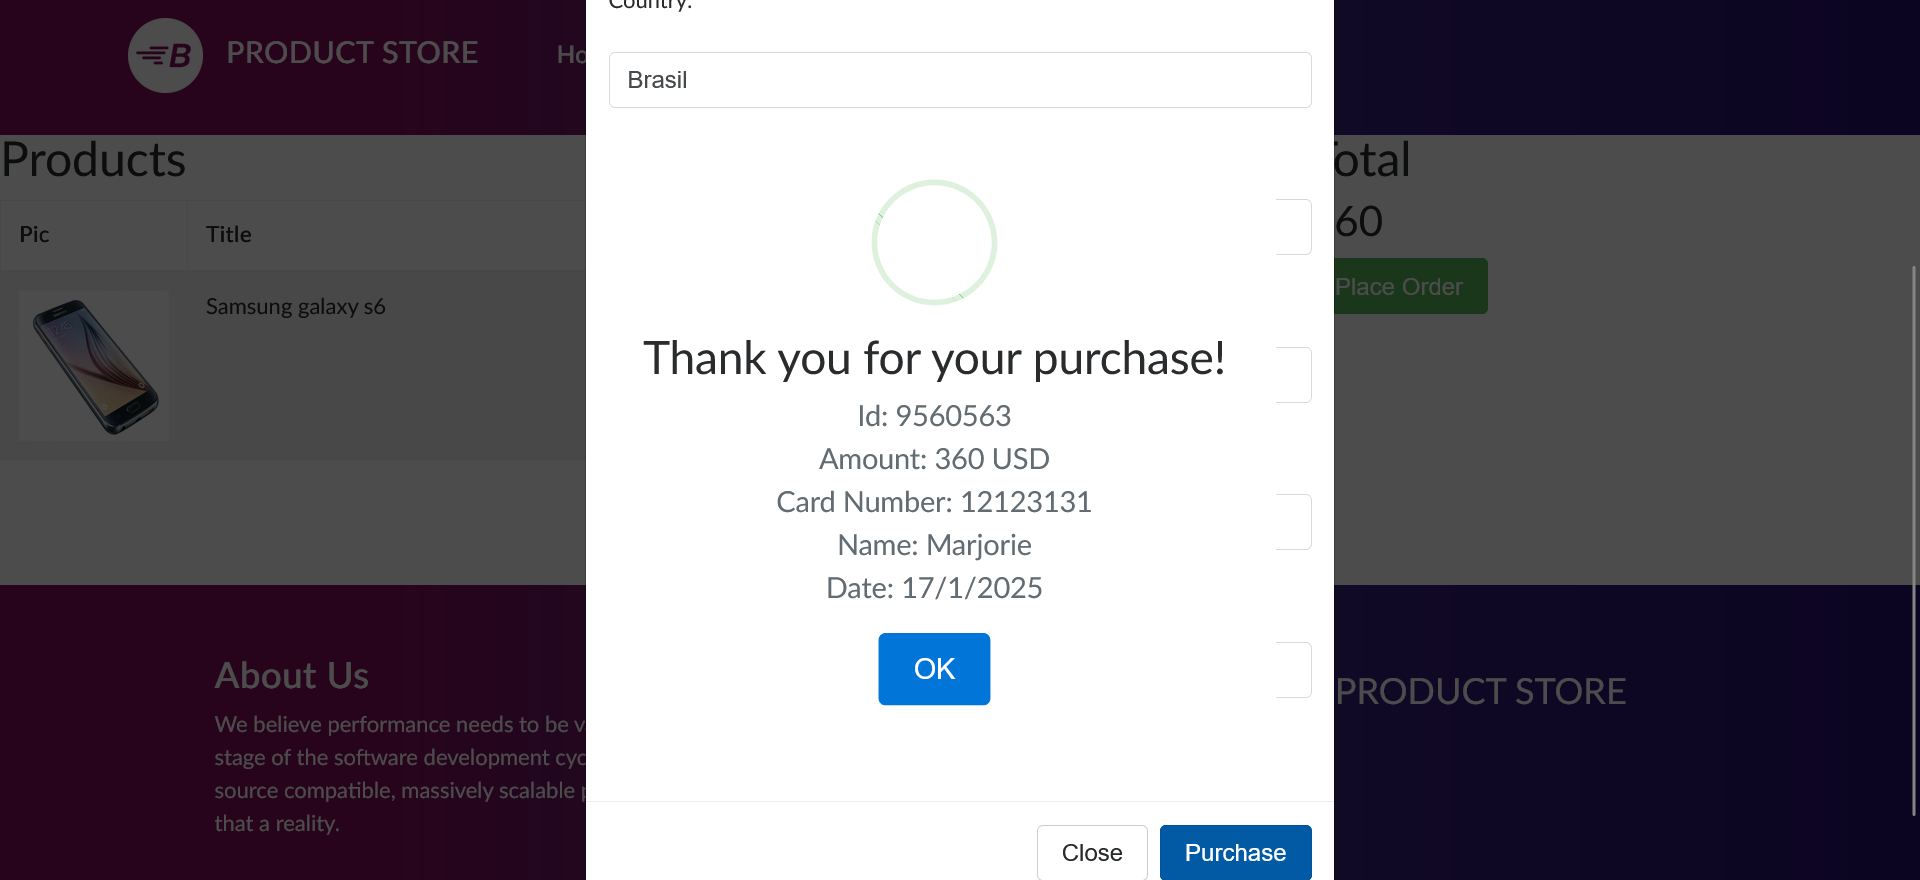 PRODUCT STORE
Ho
Country:
Brasil
Products
Total
Pic
Title
60
Samsung galaxy s6
Place Order
Thank you for your purchase!
Id: 9560563
Amount: 360 USD
Card Number: 12123131
Name: Marjorie
Date: 17/1/2025
OK
About Us
We believe performance needs to be v
stage of the software development cyc
source compatible, massively scalable p
that a reality.
PRODUCT STORE
Close
Purchase